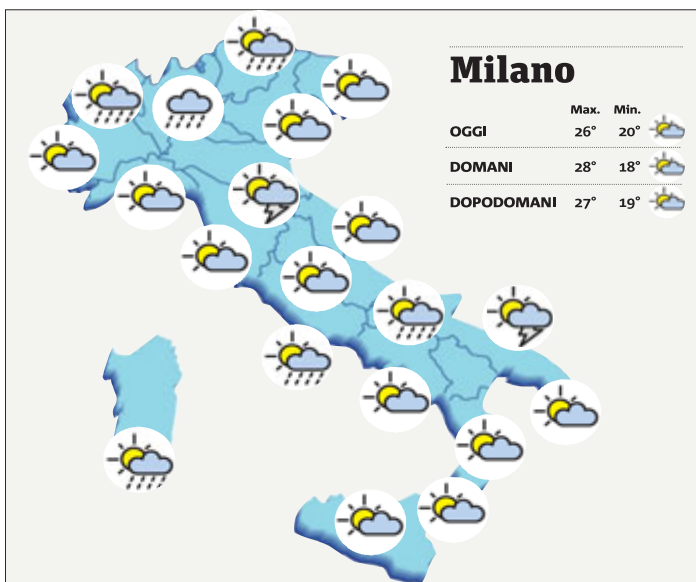 Milano
Max. Min.
OGGI 26° 20°
DOMANI 28° 18°
DOPODOMANI 27° 19°